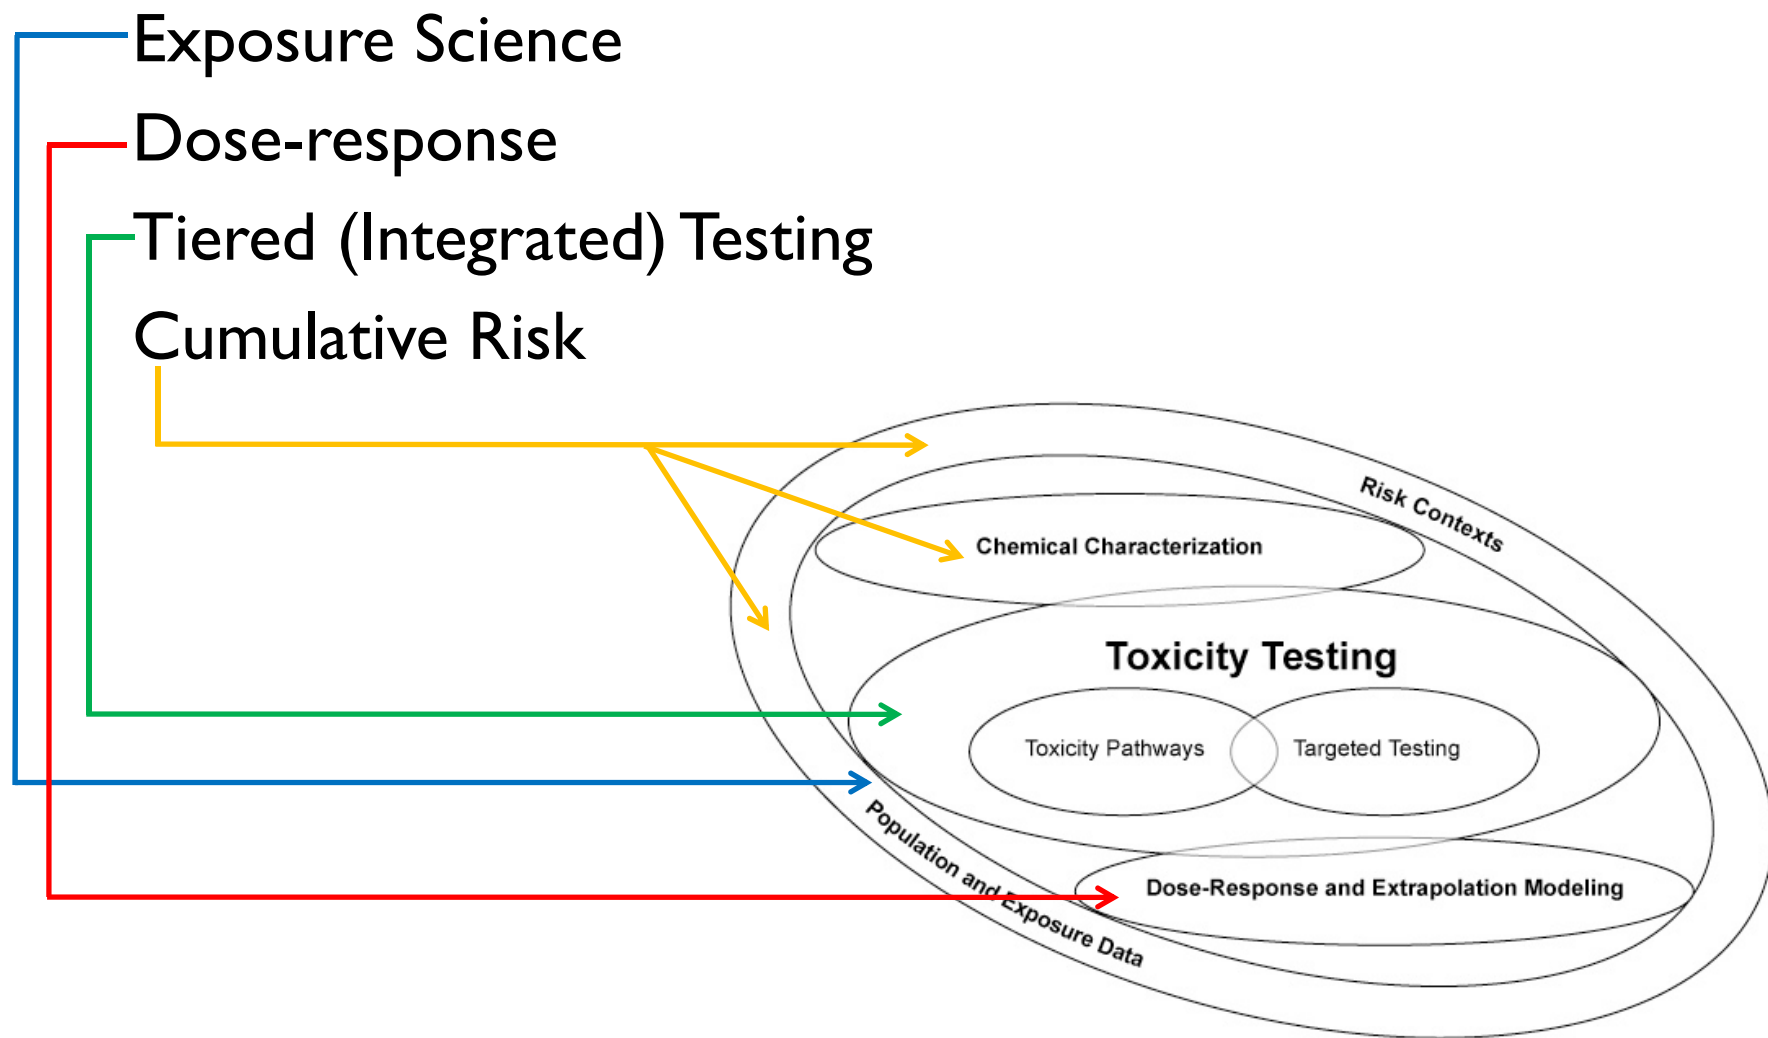 Exposure Science
Dose-response
Tiered (Integrated) Testing
Cumulative Risk
Risk Contexts
Chemical Characterization
Toxicity Testing
Toxicity Pathways
Targeted Testing
Population and Exposure Data
Dose-Response and Extrapolation Modeling